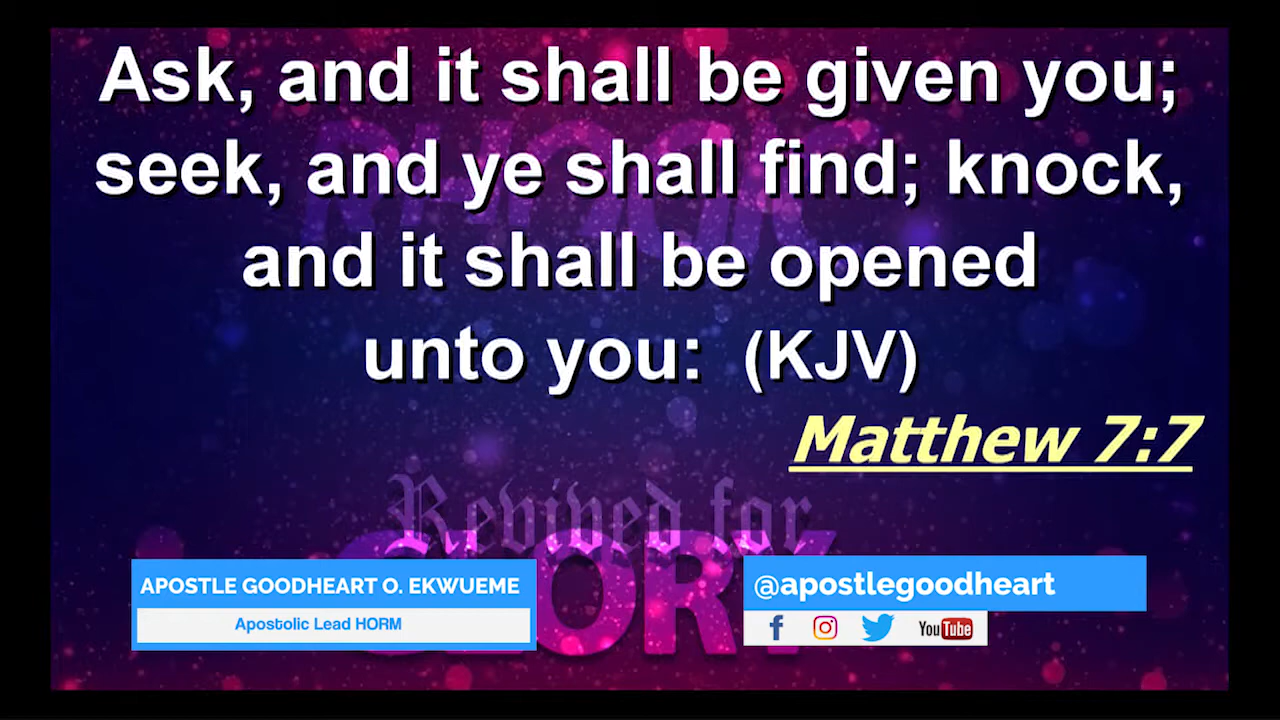 Ask, and it shall be given you;
seek, and ye shall find; knock,
and it shall be opened
unto you: (KJV)
Matthew 7:7
Revived for
GLORY
APOSTLE GOODHEART O. EKWUEME
Apostolic Lead HORM
@apostlegoodheart
YouTube